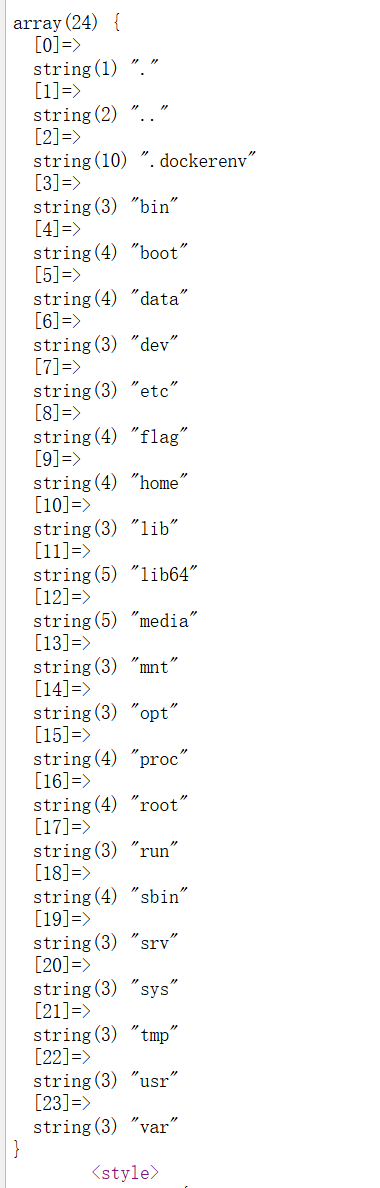 array(24) {
  [0]=>
  string(1) "."
  [1]=>
  string(2) ".."
  [2]=>
  string(10) ".dockerenv"
  [3]=>
  string(3) "bin"
  [4]=>
  string(4) "boot"
  [5]=>
  string(4) "data"
  [6]=>
  string(3) "dev"
  [7]=>
  string(3) "etc"
  [8]=>
  string(4) "flag"
  [9]=>
  string(4) "home"
  [10]=>
  string(3) "lib"
  [11]=>
  string(5) "lib64"
  [12]=>
  string(5) "media"
  [13]=>
  string(3) "mnt"
  [14]=>
  string(3) "opt"
  [15]=>
  string(4) "proc"
  [16]=>
  string(4) "root"
  [17]=>
  string(3) "run"
  [18]=>
  string(4) "sbin"
  [19]=>
  string(3) "srv"
  [20]=>
  string(3) "sys"
  [21]=>
  string(3) "tmp"
  [22]=>
  string(3) "usr"
  [23]=>
  string(3) "var"
}
        <style>